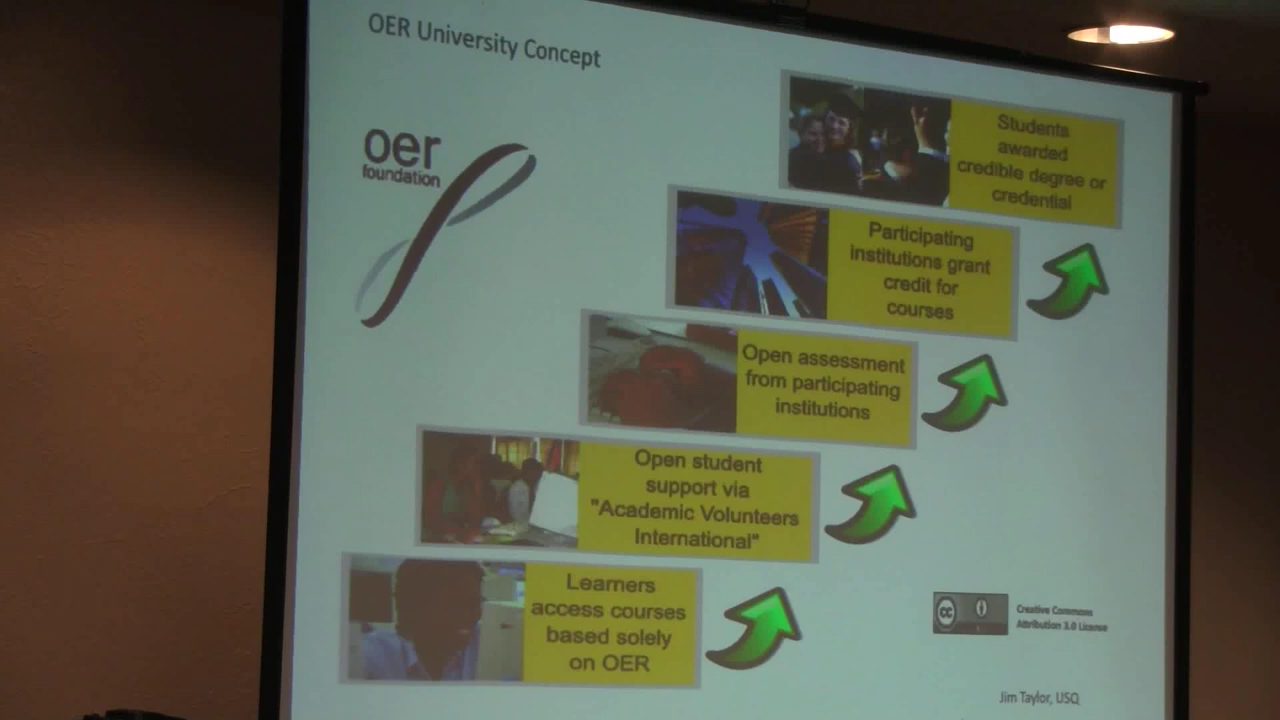 OER University Concept
oer
foundation
Students
awarded
credible degree or
credential
Participating
institutions grant
credit for
courses
Open assessment
from participating
institutions
Open student
support via
"Academic Volunteers
International"
Learners
access courses
based solely
on OER
cc
Creative Commons
Attribution 3.0 License
Jim Taylor, USQ